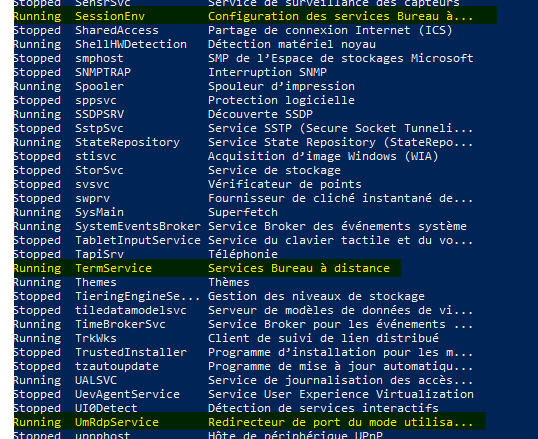 Stopped SensrSvc Service de surveillance des capteurs
Running SessionEnv Configuration des services Bureau à...
Stopped SharedAccess Partage de connexion Internet (ICS)
Running ShellHWDetection Détection matériel noyau
Stopped smphost SMP de l'Espace de stockages Microsoft
Stopped SNMPTRAP Interruption SNMP
Running Spooler Spouleur d'impression
Stopped sppsvc Protection logicielle
Running SSDPSRV Découverte SSDP
Stopped SstpSvc Service SSTP (Secure Socket Tunneli...
Running StateRepository Service State Repository (StateRepo...
Stopped stisvc Acquisition d'image Windows (WIA)
Stopped StorSvc Service de stockage
Stopped svsvc Vérificateur de points
Stopped swprv Fournisseur de cliché instantané de...
Running SysMain Superfetch
Running SystemEventsBroker Service Broker des événements système
Stopped TabletInputService Service du clavier tactile et du vo...
Stopped TapiSrv Téléphonie
Running TermService Services Bureau à distance
Running Themes Thèmes
Stopped TieringEngineSe... Gestion des niveaux de stockage
Stopped tiledatamodelsvc Serveur de modèles de données de vi...
Running TimeBrokerSvc Service Broker pour les événements ...
Running TrkWks Client de suivi de lien distribué
Stopped TrustedInstaller Programme d'installation pour les m...
Stopped tzautoupdate Programme de mise à jour automatiqu...
Running UALSVC Service de journalisation des accès...
Stopped UevAgentService Service User Experience Virtualization
Stopped UI0Detect Détection de services interactifs
Running UmRdpService Redirecteur de port du mode utilisa...
Stopped upnphost Hôte de périphérique UPnP